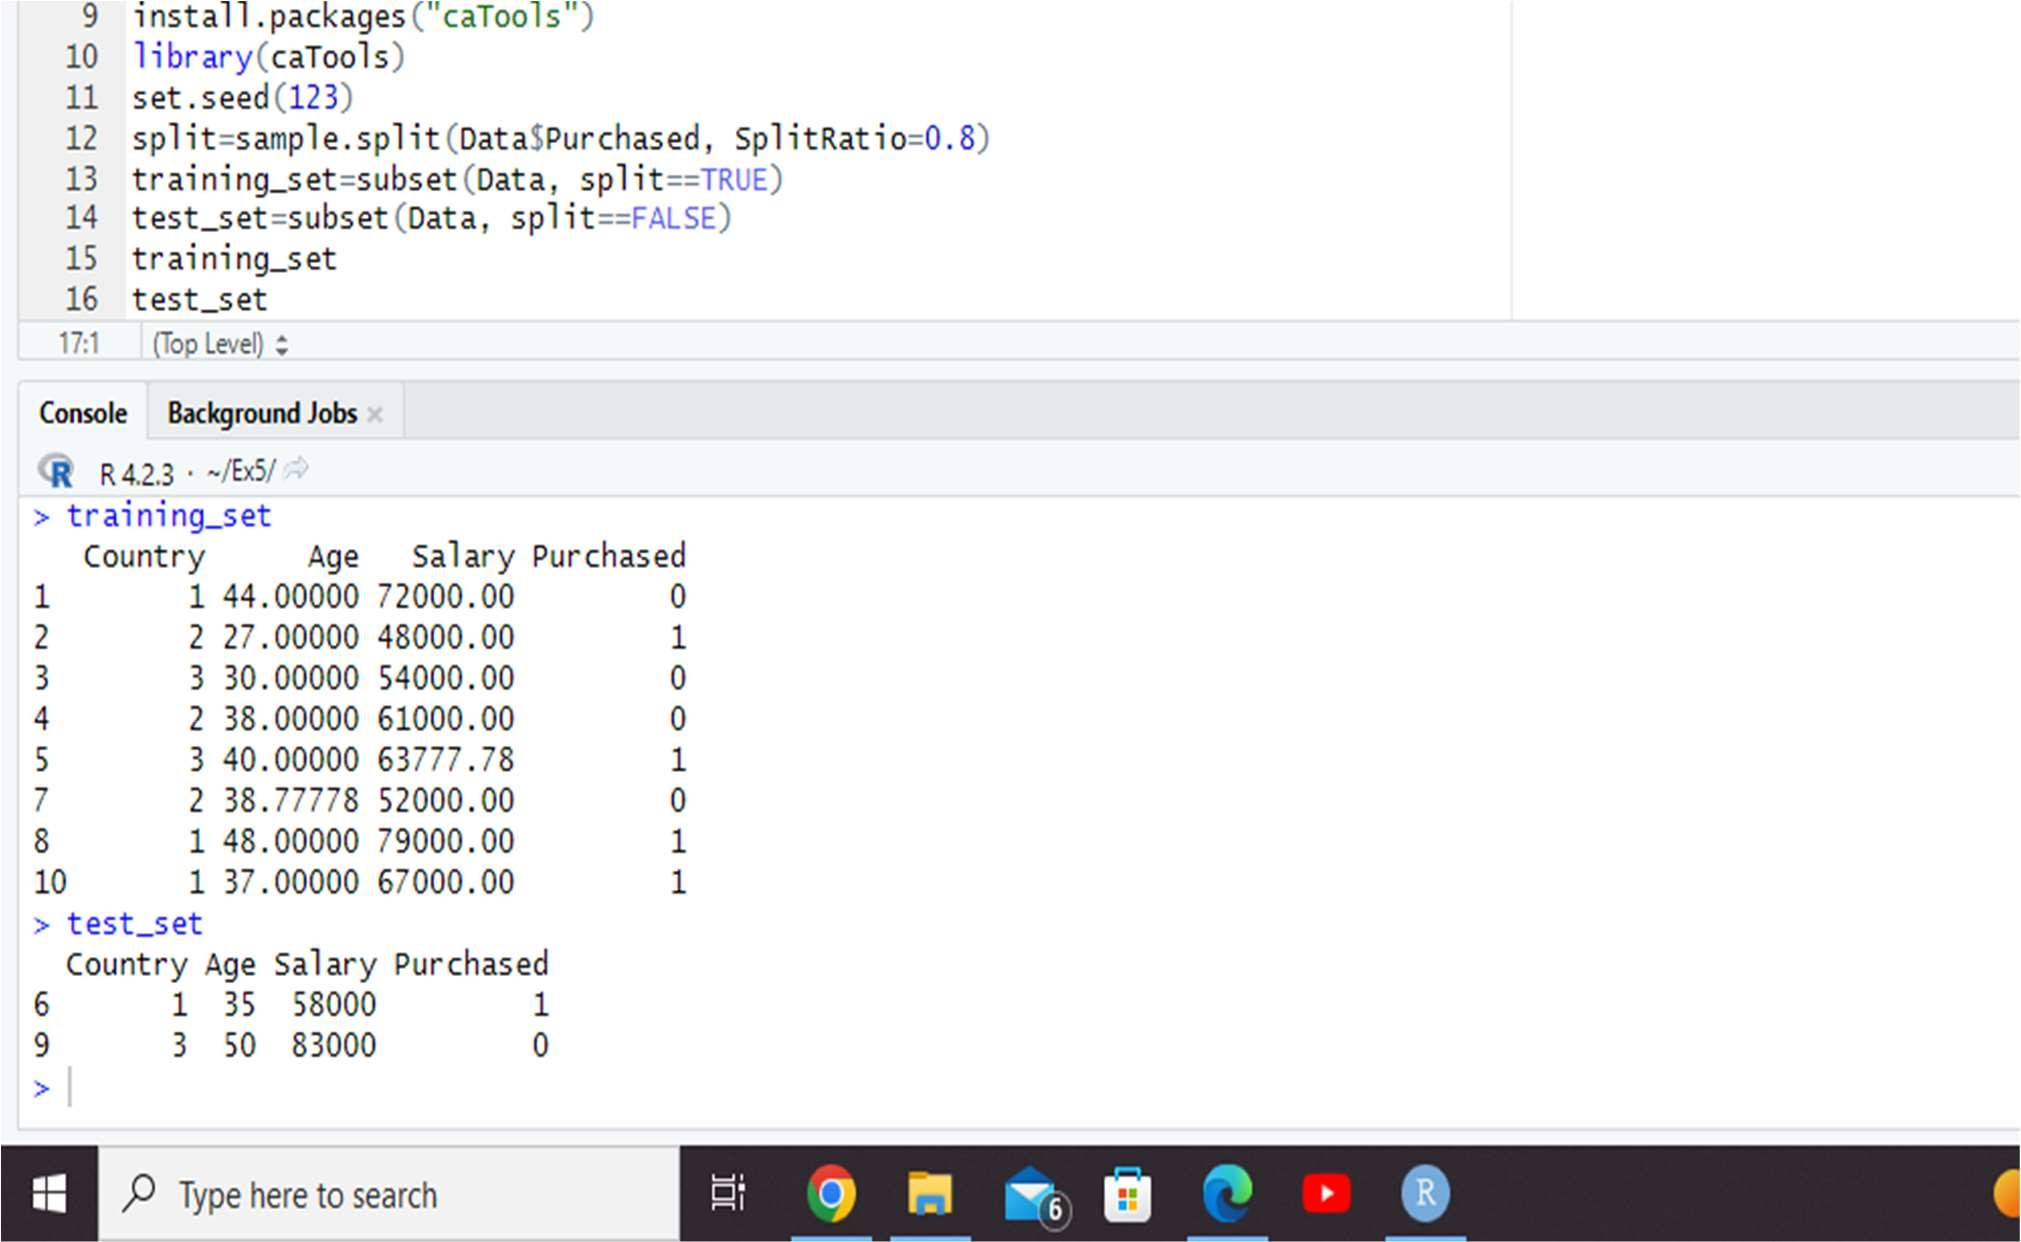 9 install.packages("caTools")
10 library(caTools)
11 set.seed(123)
12 split=sample.split(Data$Purchased, SplitRatio=0.8)
13 training_set=subset(Data, split==TRUE)
14 test_set=subset(Data, split==FALSE)
15 training_set
16 test_set
17:1 (Top Level)
Console Background Jobs
R R 4.2.3 · ~/Ex5/
> training_set
Country Age Salary Purchased
1 1 44.00000 72000.00 0
2 2 27.00000 48000.00 1
3 3 30.00000 54000.00 0
4 2 38.00000 61000.00 0
5 3 40.00000 63777.78 1
7 2 38.77778 52000.00 0
8 1 48.00000 79000.00 1
10 1 37.00000 67000.00 1
> test_set
Country Age Salary Purchased
6 1 35 58000 1
9 3 50 83000 0
>
Type here to search 6 R